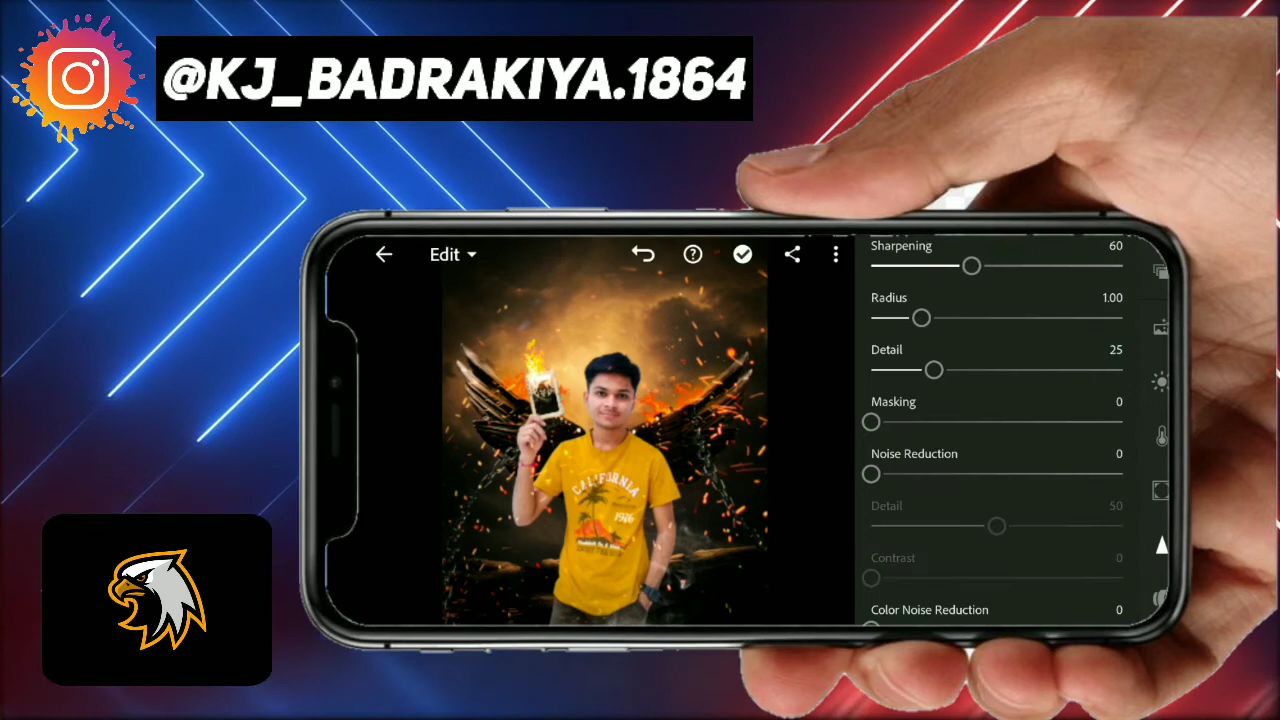 @KJ_BADRAKIYA.1864
Edit
Sharpening 60
Radius 1.00
Detail 25
Masking 0
Noise Reduction 0
Detail 50
Contrast 0
Color Noise Reduction 0
CALIFORNIA